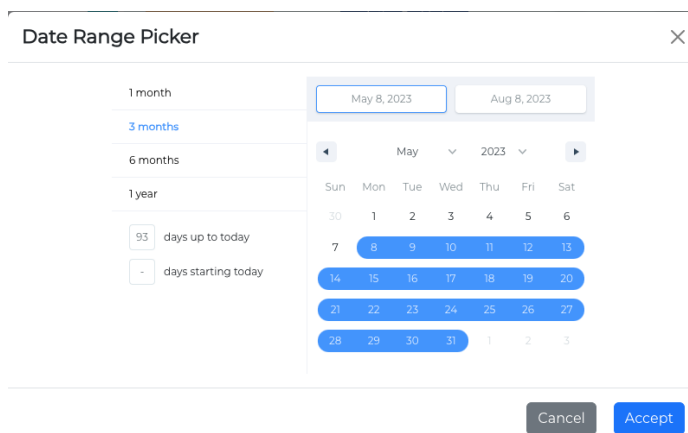 Date Range Picker
1 month
3 months
6 months
1 year
93 days up to today
- days starting today
May 8, 2023 Aug 8, 2023
May 2023
Sun Mon Tue Wed Thu Fri Sat
30 1 2 3 4 5 6
7 8 9 10 11 12 13
14 15 16 17 18 19 20
21 22 23 24 25 26 27
28 29 30 31 1 2 3
Cancel Accept